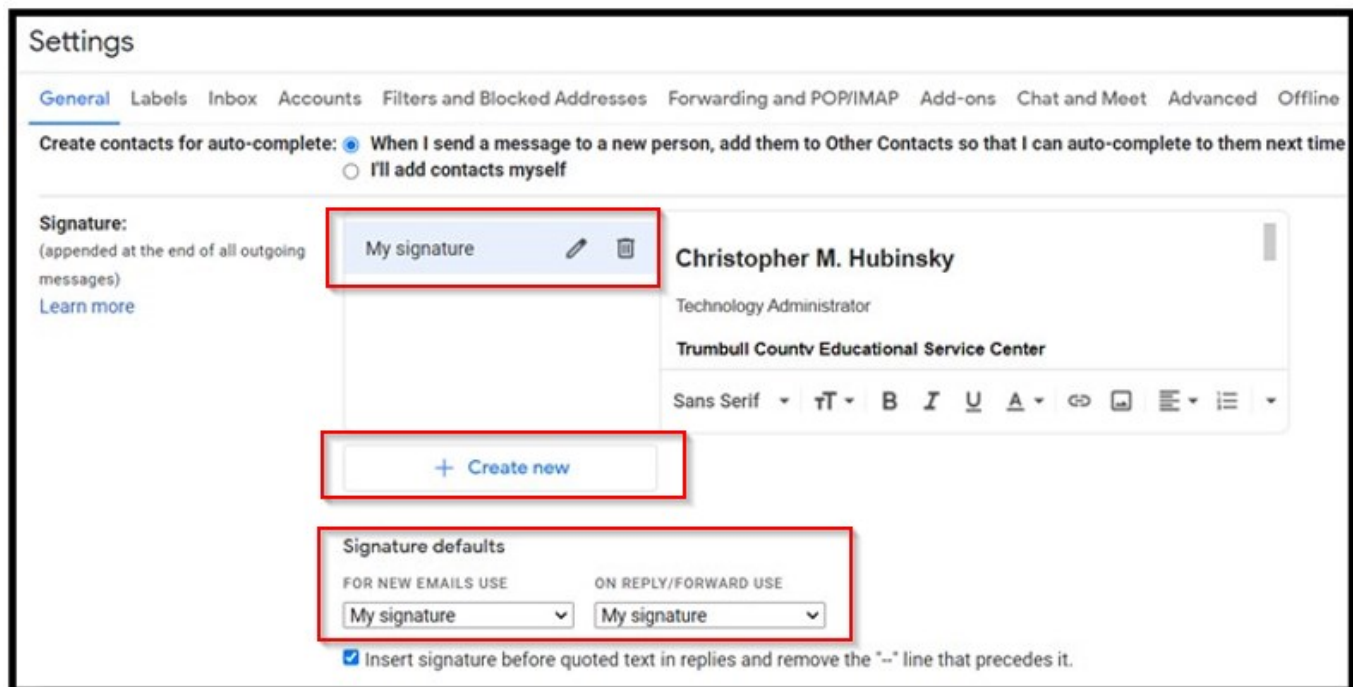 Settings
General Labels Inbox Accounts Filters and Blocked Addresses Forwarding and POP/IMAP Add-ons Chat and Meet Advanced Offline
Create contacts for auto-complete: When I send a message to a new person, add them to Other Contacts so that I can auto-complete to them next time
I'll add contacts myself
Signature:
(appended at the end of all outgoing
messages)
Learn more
My signature
Christopher M. Hubinsky
Technology Administrator
Trumbull County Educational Service Center
Sans Serif
+ Create new
Signature defaults
FOR NEW EMAILS USE ON REPLY/FORWARD USE
My signature My signature
Insert signature before quoted text in replies and remove the "--" line that precedes it.